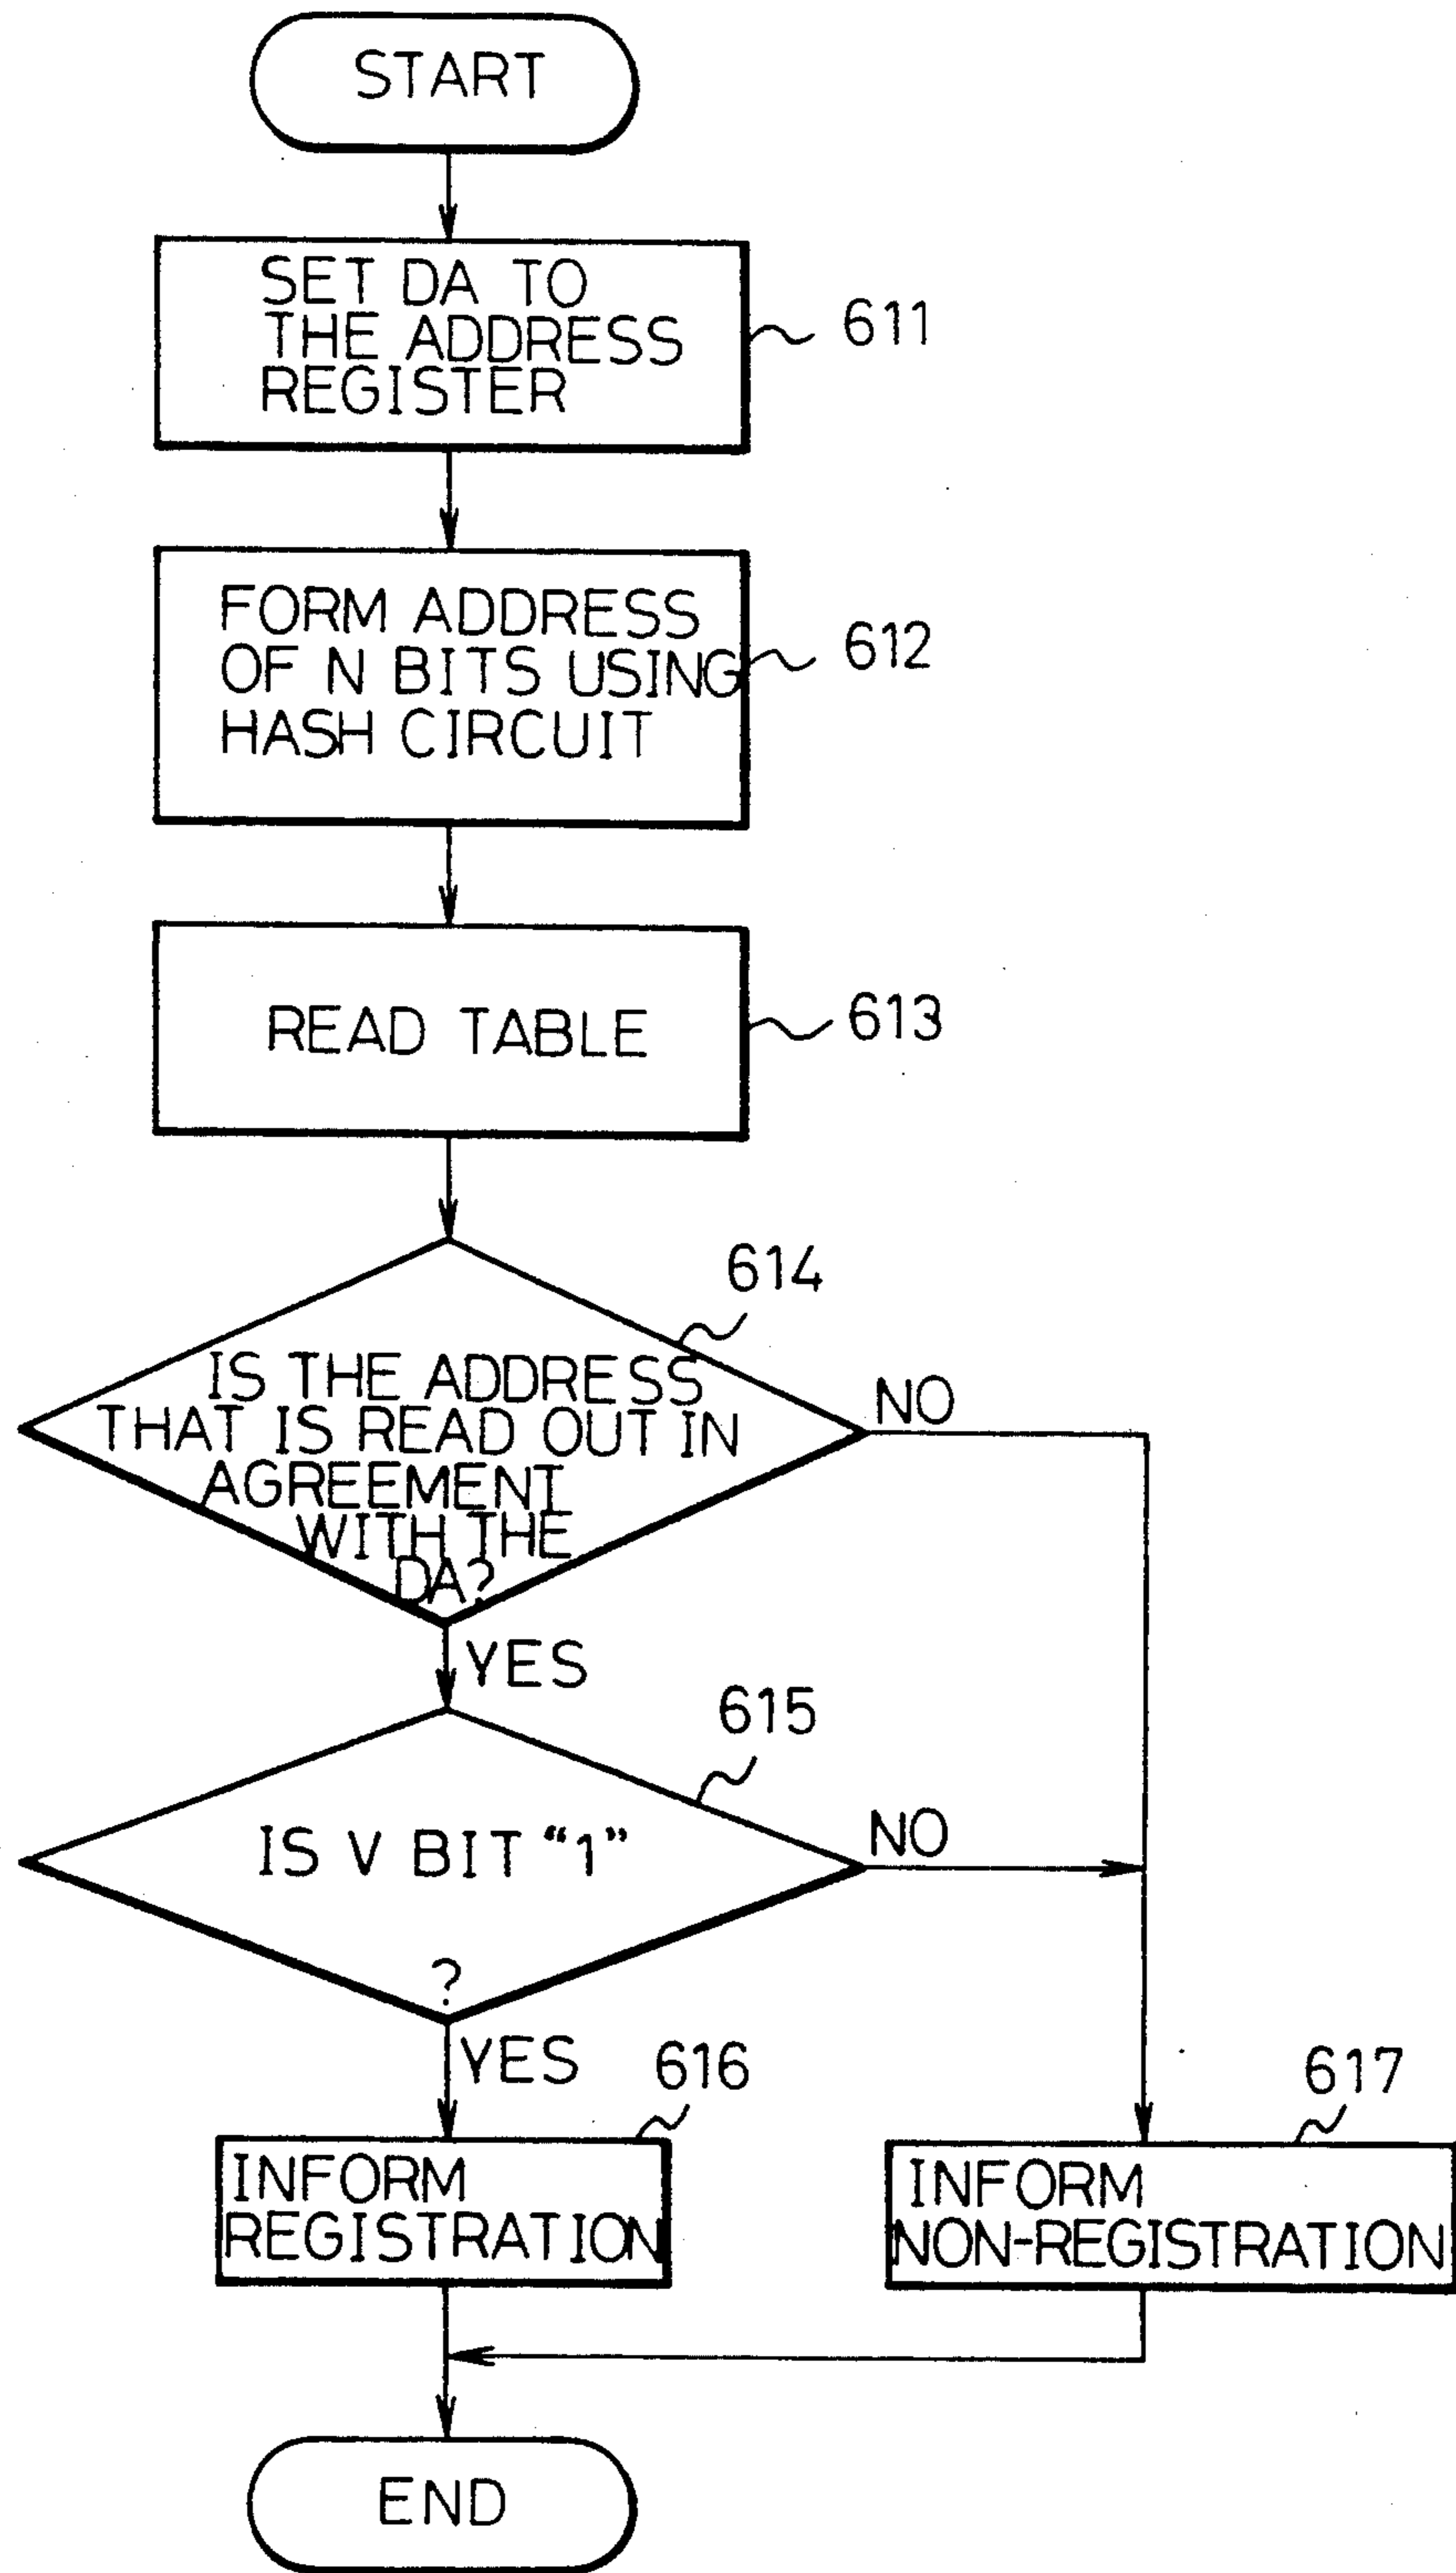 START
SET DA TO
THE ADDRESS
REGISTER
611
FORM ADDRESS
OF N BITS USING
HASH CIRCUIT
612
READ TABLE
613
614
IS THE ADDRESS
THAT IS READ OUT IN
AGREEMENT
WITH THE
DA?
NO
YES
615
IS V BIT “1”
?
NO
YES
616
INFORM
REGISTRATION
617
INFORM
NON-REGISTRATION
END